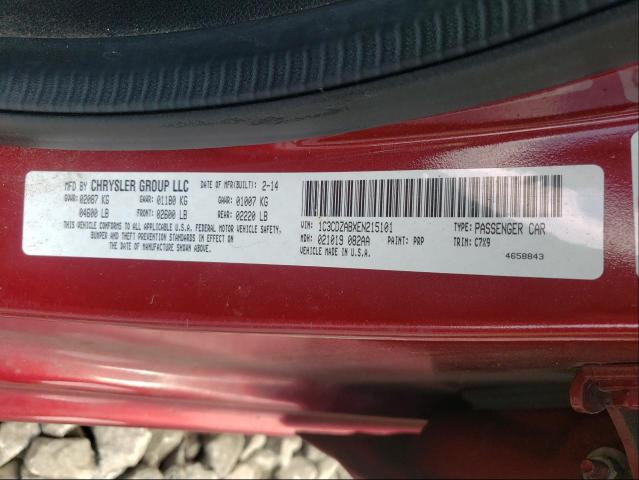 MFD BY CHRYSLER GROUP LLC DATE OF MFR(BUILT): 2-14
GVWR: 02087 KG GAWR: 01180 KG GAWR: 01007 KG
04600 LB FRONT: 02600 LB REAR: 02220 LB
THIS VEHICLE CONFORMS TO ALL APPLICABLE U.S.A. FEDERAL MOTOR VEHICLE SAFETY,
BUMPER AND THEFT PREVENTION STANDARDS IN EFFECT ON THE
DATE OF MANUFACTURE SHOWN ABOVE.
VIN: 1C3CDZABXEN215101 TYPE: PASSENGER CAR
MDH: 021019 082AA PAINT: PRP TRIM: C7X9
VEHICLE MADE IN U.S.A. 4658843